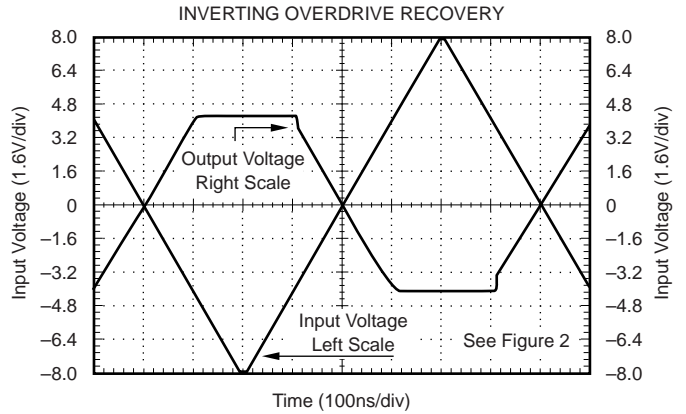 INVERTING OVERDRIVE RECOVERY
8.0
6.4
4.8
3.2
1.6
0
–1.6
–3.2
–4.8
–6.4
–8.0
Input Voltage (1.6V/div)
Output Voltage
Right Scale
Input Voltage
Left Scale
See Figure 2
8.0
6.4
4.8
3.2
1.6
0
–1.6
–3.2
–4.8
–6.4
–8.0
Input Voltage (1.6V/div)
Time (100ns/div)